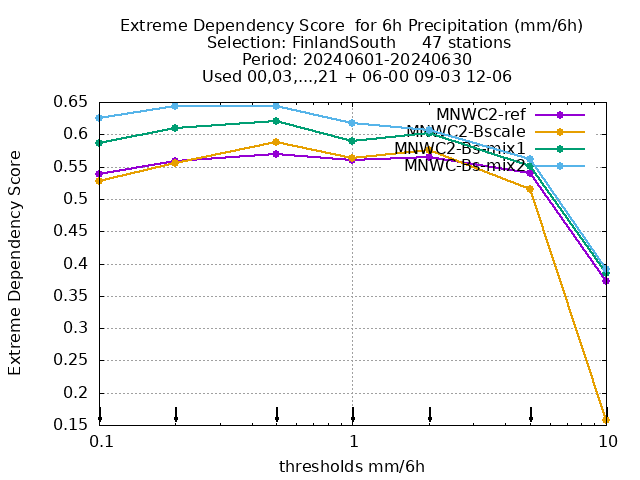 Extreme Dependency Score  for 6h Precipitation (mm/6h)
Selection: FinlandSouth     47 stations
Period: 20240601-20240630
Used 00,03,...,21 + 06-00 09-03 12-06
MNWC2-ref
MNWC2-Bscale
MNWC2-Bs-mix1
MNWC-Bs-mix2
Extreme Dependency Score
0.65
0.6
0.55
0.5
0.45
0.4
0.35
0.3
0.25
0.2
0.15
0.1 1 10
thresholds mm/6h